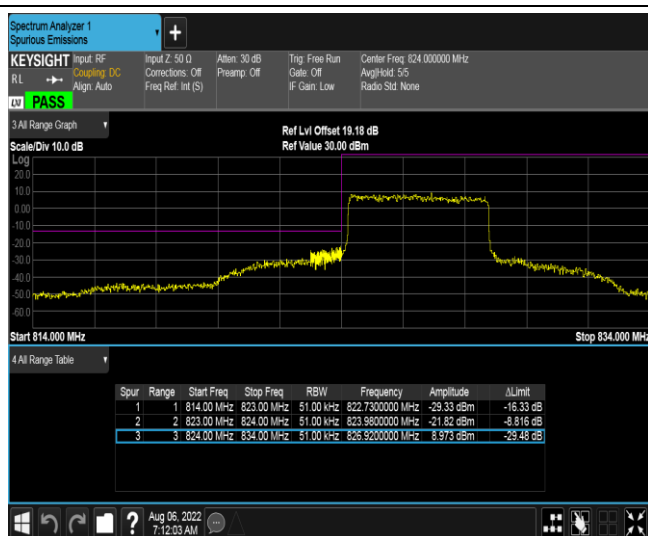 Spectrum Analyzer 1
Spurious Emissions
+
KEYSIGHT Input: RF Input Z: 50 Ω Atten: 30 dB Trig: Free Run Center Freq: 824.000000 MHz
RL Coupling: DC Corrections: Off Preamp: Off Gate: Off Avg|Hold: 5/5
Align: Auto Freq Ref: Int (S) IF Gain: Low Radio Std: None
LXI PASS
3 All Range Graph
Ref Lvl Offset 19.18 dB
Scale/Div 10.0 dB Ref Value 30.00 dBm
Log
20.0
10.0
0.00
-10.0
-20.0
-30.0
-40.0
-50.0
-60.0
Start 814.000 MHz Stop 834.000 MHz
4 All Range Table
Spur Range Start Freq Stop Freq RBW Frequency Amplitude ΔLimit
1 1 814.00 MHz 823.00 MHz 51.00 kHz 822.7300000 MHz -29.33 dBm -16.33 dB
2 2 823.00 MHz 824.00 MHz 51.00 kHz 823.9800000 MHz -21.82 dBm -8.816 dB
3 3 824.00 MHz 834.00 MHz 51.00 kHz 826.9200000 MHz 8.973 dBm -29.48 dB
? Aug 06, 2022
7:12:03 AM